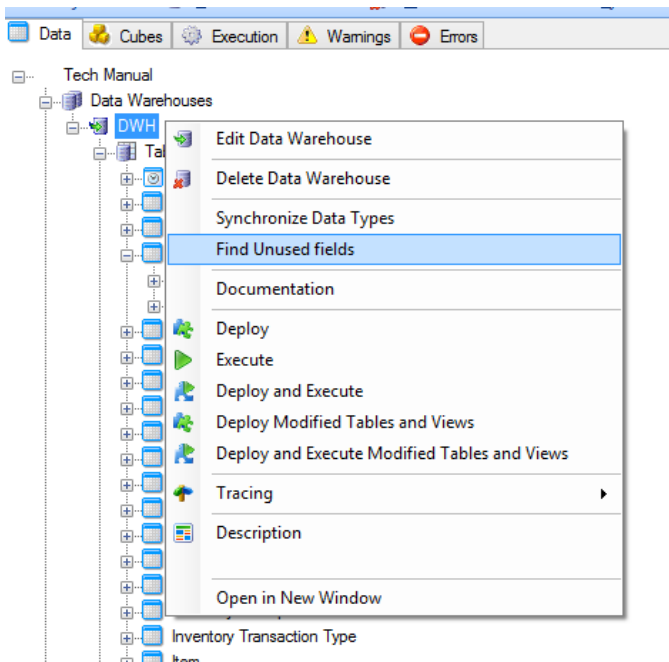 Data Cubes Execution Warnings Errors
Tech Manual
Data Warehouses
DWH
Edit Data Warehouse
Delete Data Warehouse
Synchronize Data Types
Find Unused fields
Documentation
Deploy
Execute
Deploy and Execute
Deploy Modified Tables and Views
Deploy and Execute Modified Tables and Views
Tracing
Description
Open in New Window
Inventory Transaction Type
Item